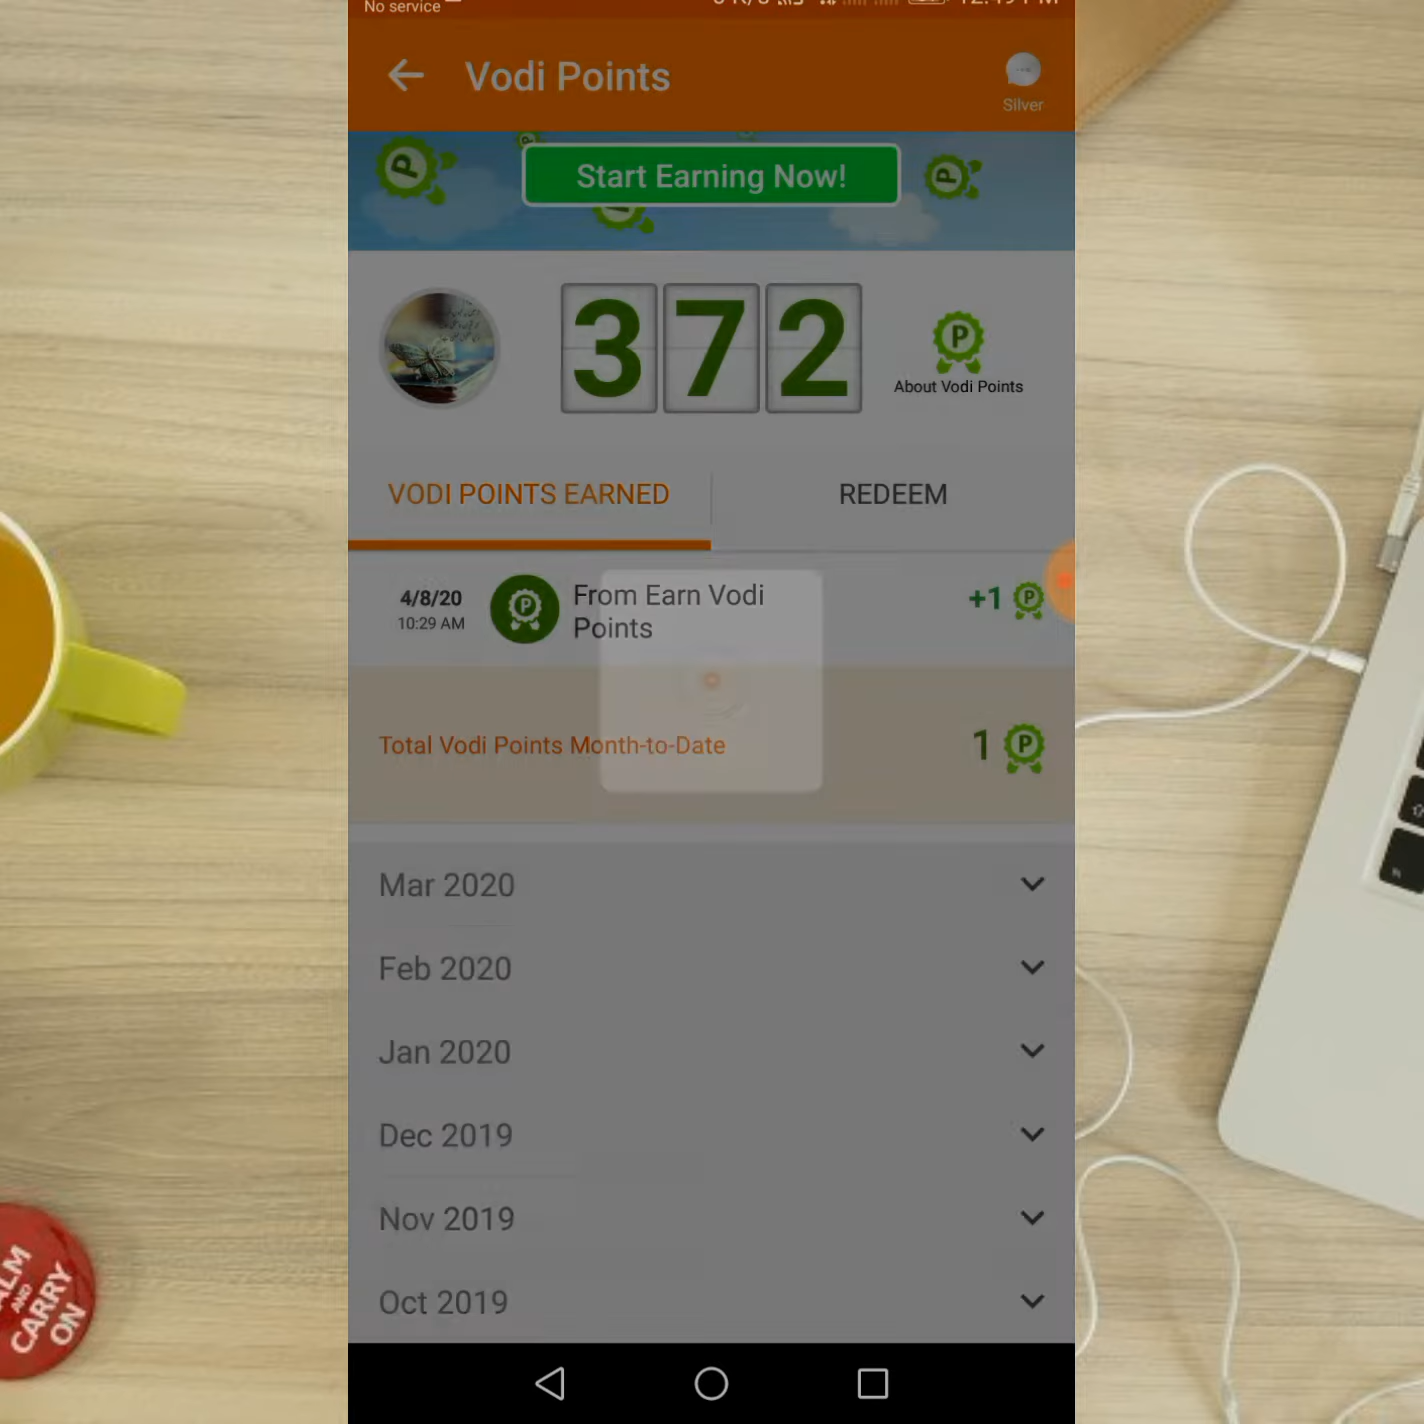 No service
Vodi Points
Silver
Start Earning Now!
372
About Vodi Points
VODI POINTS EARNED
REDEEM
4/8/20
10:29 AM
From Earn Vodi
Points
+1 P
Total Vodi Points Month-to-Date
1 P
Mar 2020
Feb 2020
Jan 2020
Dec 2019
Nov 2019
Oct 2019
AND
CARRY
ON